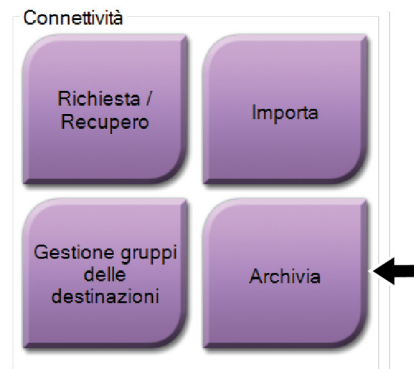 Connettività
Richiesta /
Recupero
Importa
Gestione gruppi
delle
destinazioni
Archivia